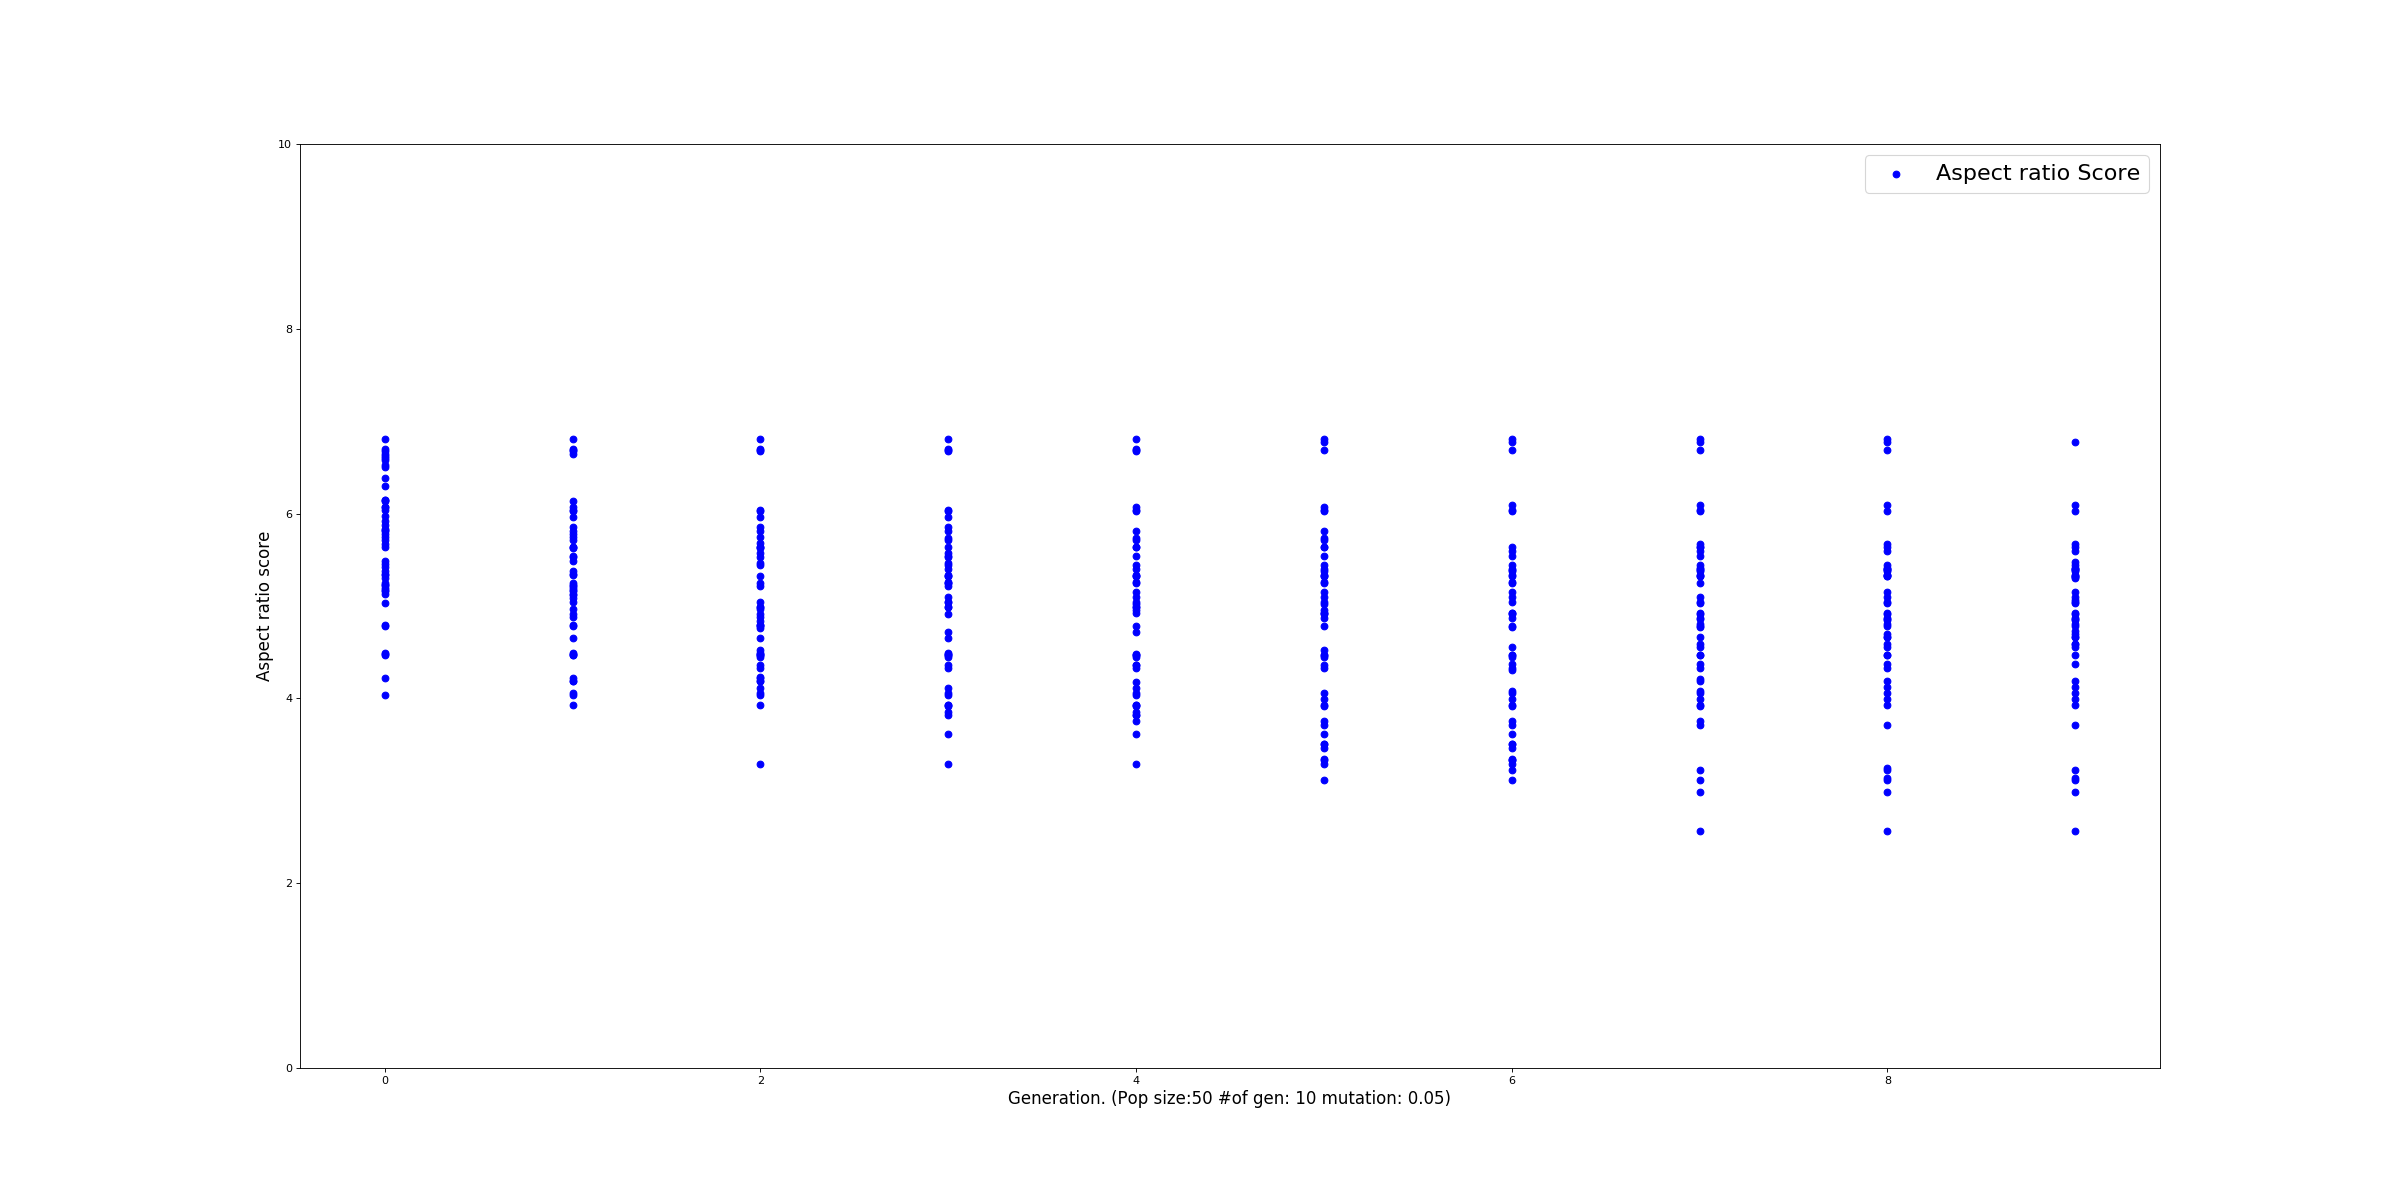 Aspect ratio Score
10
8
6
4
2
0
Aspect ratio score
0 2 4 6 8
Generation. (Pop size:50 #of gen: 10 mutation: 0.05)